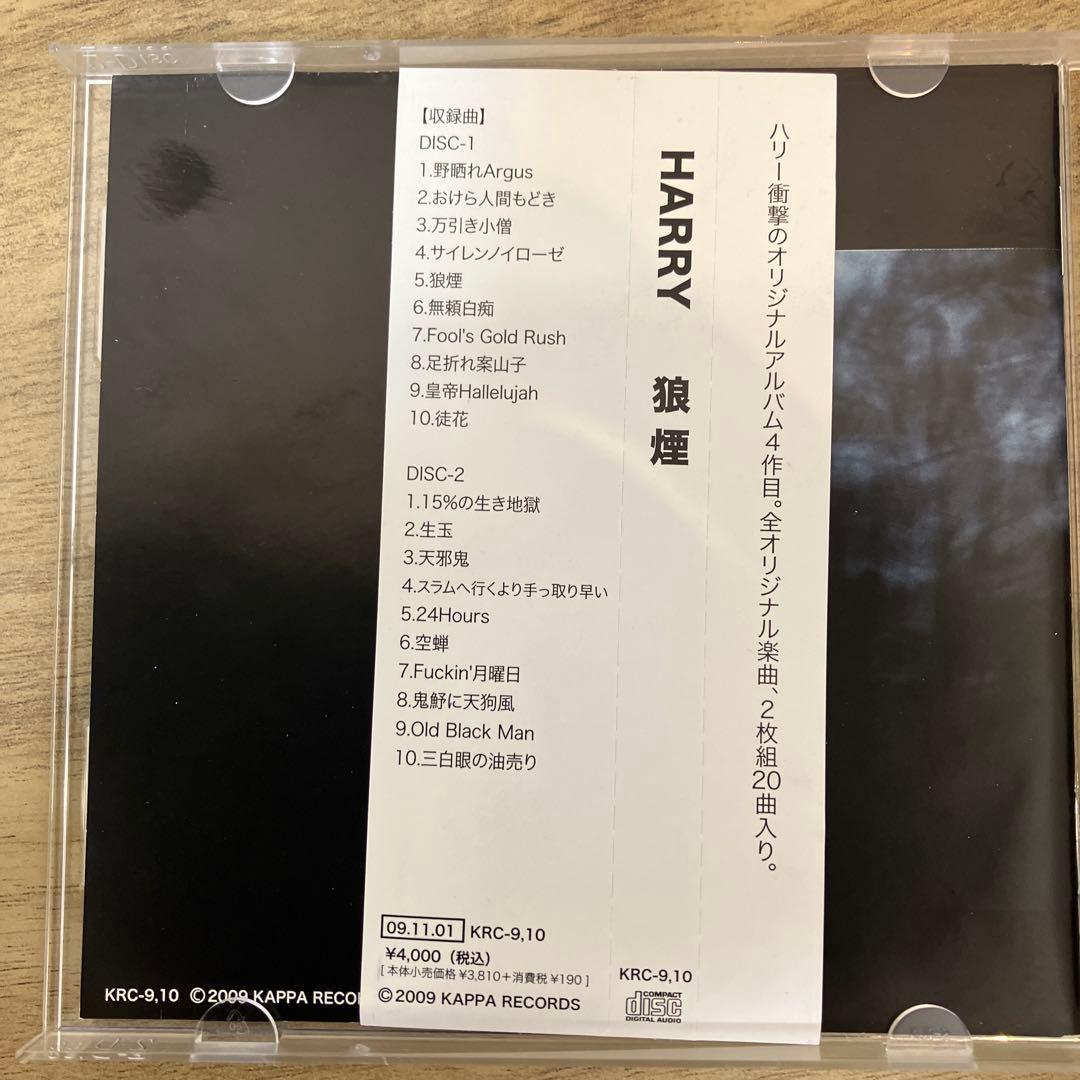 【収録曲】
DISC-1
1.野晒れArgus
2.おけら人間もどき
3.万引き小僧
4.サイレンノイローゼ
5.狼煙
6.無頼白痴
7.Fool's Gold Rush
8.足折れ案山子
9.皇帝Hallelujah
10.徒花
DISC-2
1.15%の生き地獄
2.生玉
3.天邪鬼
4.スラムへ行くより手っ取り早い
5.24Hours
6.空蝉
7.Fuckin'月曜日
8.鬼魣に天狗風
9.Old Black Man
10.三白眼の油売り
09.11.01 KRC-9,10
¥4,000（税込）
[本体小売価格¥3,810＋消費税¥190]
©2009 KAPPA RECORDS
HARRY 狼煙
KRC-9,10
COMPACT
disc
DIGITAL AUDIO
ハリー衝撃のオリジナルアルバム4作目。全オリジナル楽曲、2枚組20曲入り。
KRC-9,10 ©2009 KAPPA RECOR